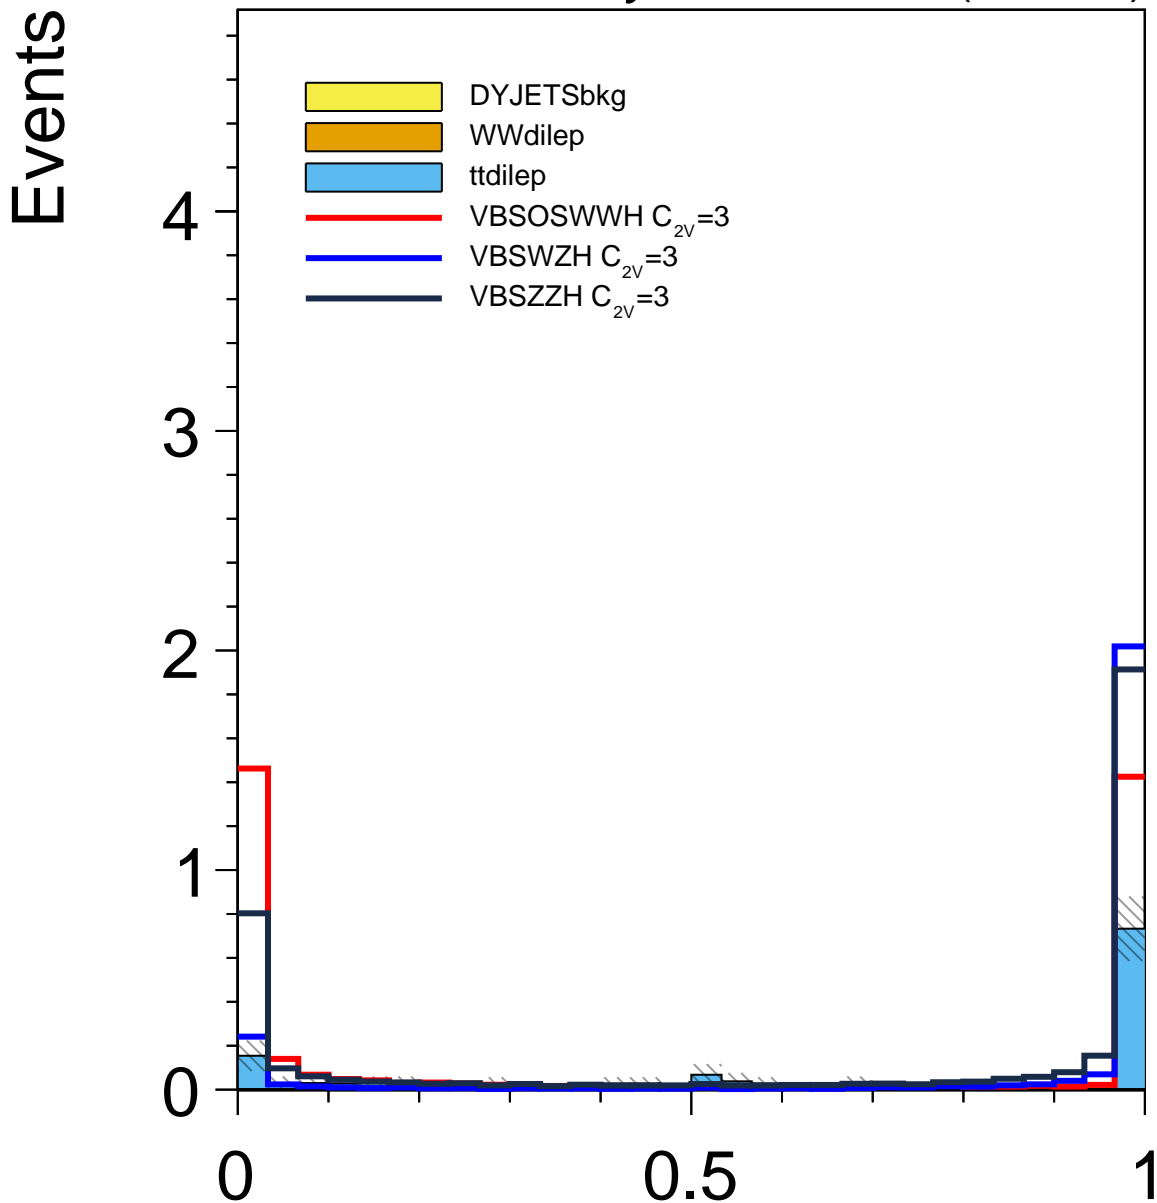 Events
DYJETSbkg
WWdilep
ttdilep
VBSOSWWH C2V=3
VBSWZH C2V=3
VBSZZH C2V=3
4
3
2
1
0
0 0.5 1